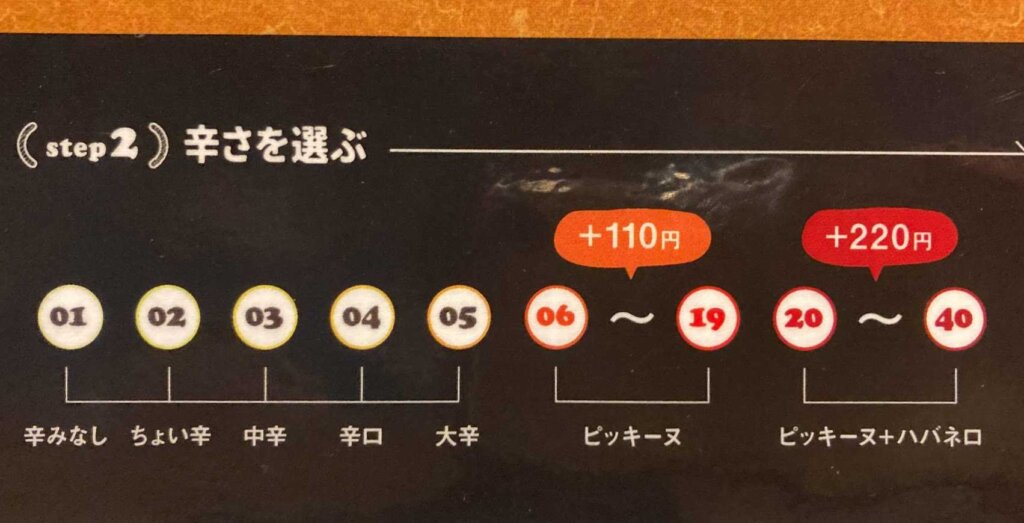 step2 辛さを選ぶ
+110円 +220円
01 02 03 04 05 06 〜 19 20 〜 40
辛みなし ちょい辛 中辛 辛口 大辛 ピッキーヌ ピッキーヌ+ハバネロ